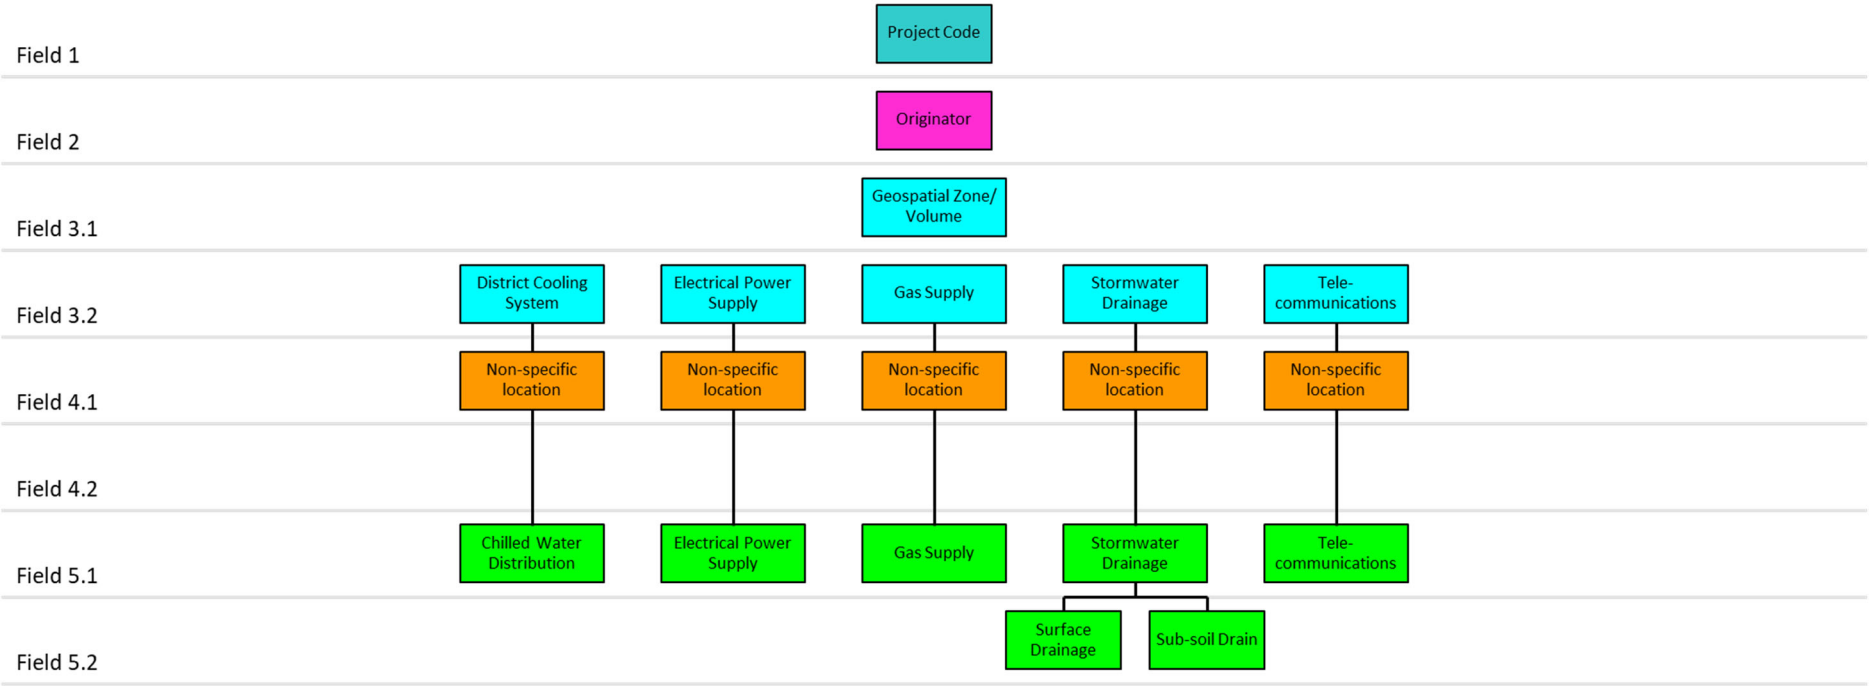 Project Code
Field 1
Originator
Field 2
Geospatial Zone/
Volume
Field 3.1
District Cooling
System
Electrical Power
Supply
Gas Supply
Stormwater
Drainage
Tele-
communications
Field 3.2
Non-specific
location
Non-specific
location
Non-specific
location
Non-specific
location
Non-specific
location
Field 4.1
Field 4.2
Chilled Water
Distribution
Electrical Power
Supply
Gas Supply
Stormwater
Drainage
Tele-
communications
Field 5.1
Surface
Drainage
Sub-soil Drain
Field 5.2